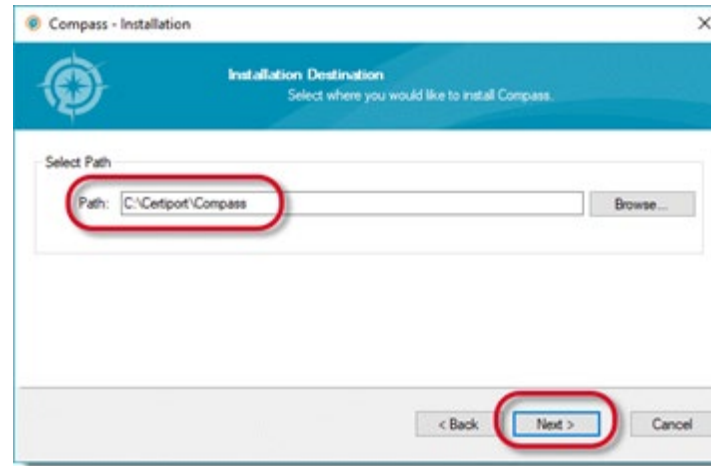 Compass - Installation
Installation Destination
Select where you would like to install Compass.
Select Path
Path: C:\Certiport\Compass Browse...
< Back Next > Cancel